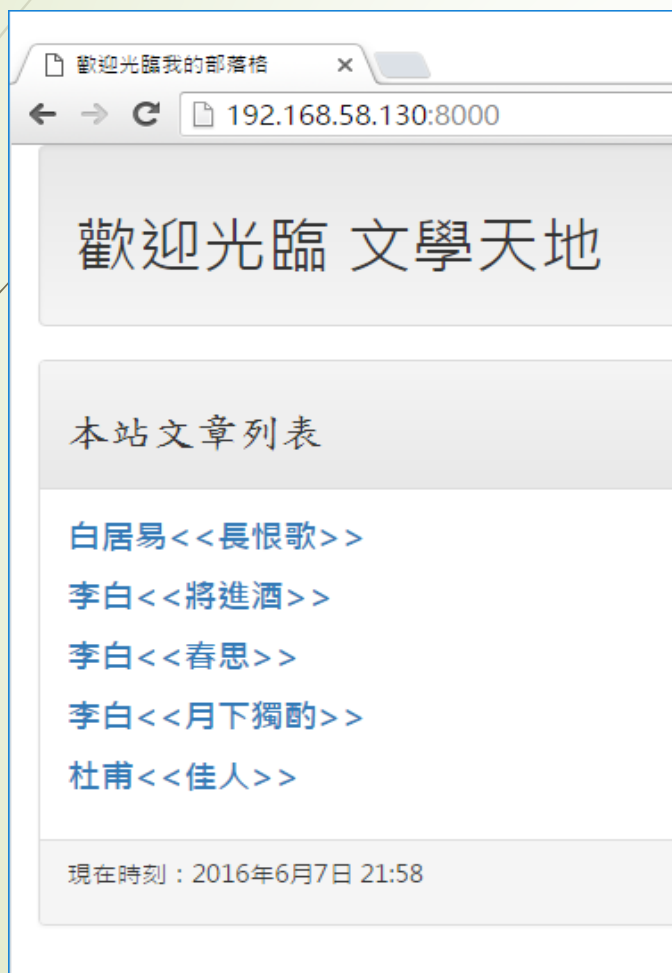 歡迎光臨我的部落格
192.168.58.130:8000
歡迎光臨 文學天地
本站文章列表
白居易<<長恨歌>>
李白<<將進酒>>
李白<<春思>>
李白<<月下獨酌>>
杜甫<<佳人>>
現在時刻：2016年6月7日 21:58